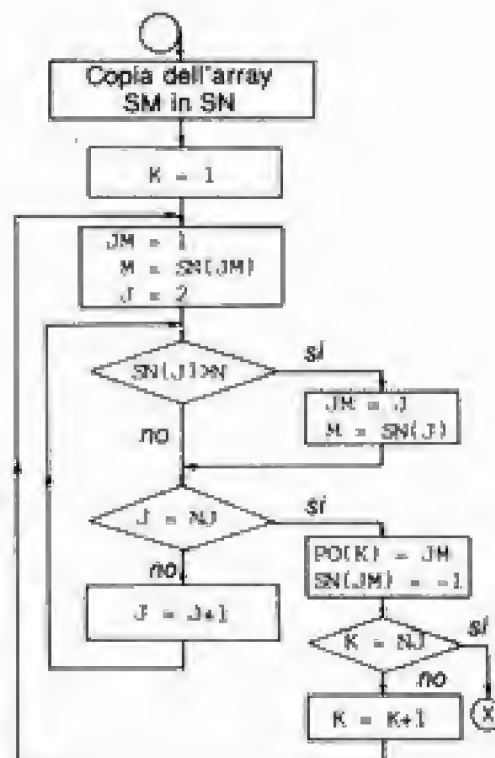 Copia dell'array
SM in SN
K = 1
JM = 1
M = SN(JM)
J = 2
SN(J)>M
si
JM = J
M = SN(J)
no
J = NJ
si
PO(K) = JM
SN(JM) = -1
no
J = J+1
K = NJ
si
no
K = K+1
X